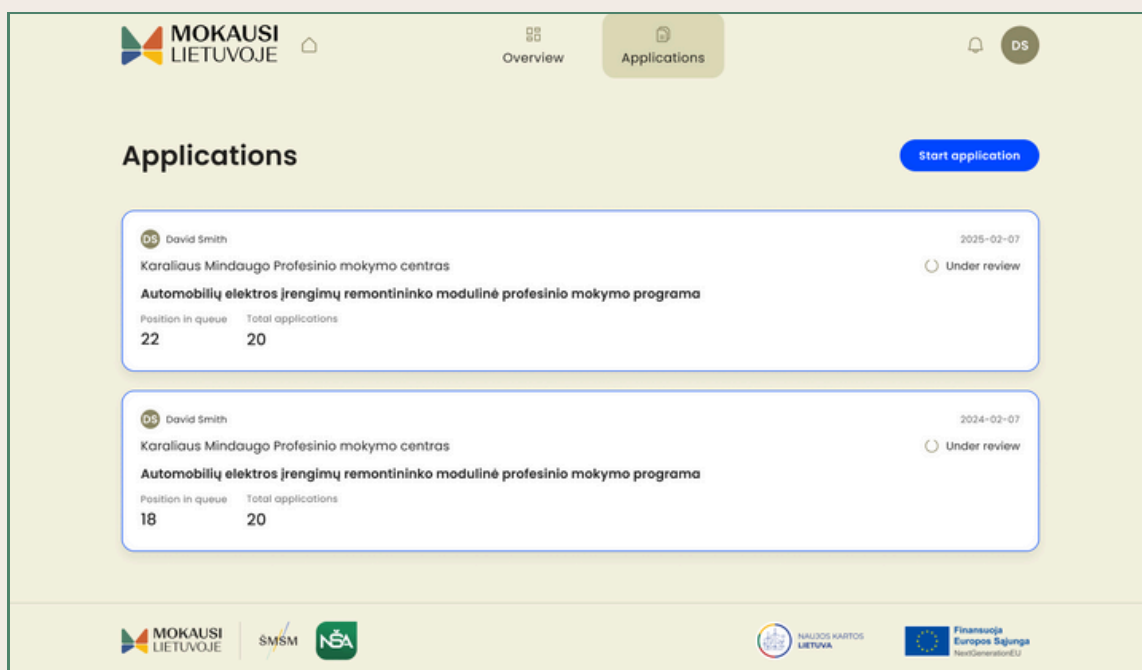 MOKAUSI
LIETUVOJE
Overview
Applications
DS
Applications
Start application
DS David Smith
2025-02-07
Karaliaus Mindaugo Profesinio mokymo centras
Under review
Automobilių elektros įrengimų remontininko modulinė profesinio mokymo programa
Position in queue Total applications
22 20
DS David Smith
2024-02-07
Karaliaus Mindaugo Profesinio mokymo centras
Under review
Automobilių elektros įrengimų remontininko modulinė profesinio mokymo programa
Position in queue Total applications
18 20
MOKAUSI
LIETUVOJE
ŠMSM
NŠA
NAUJOS KARTOS
LIETUVA
Finansuoja
Europos Sąjunga
NextGenerationEU